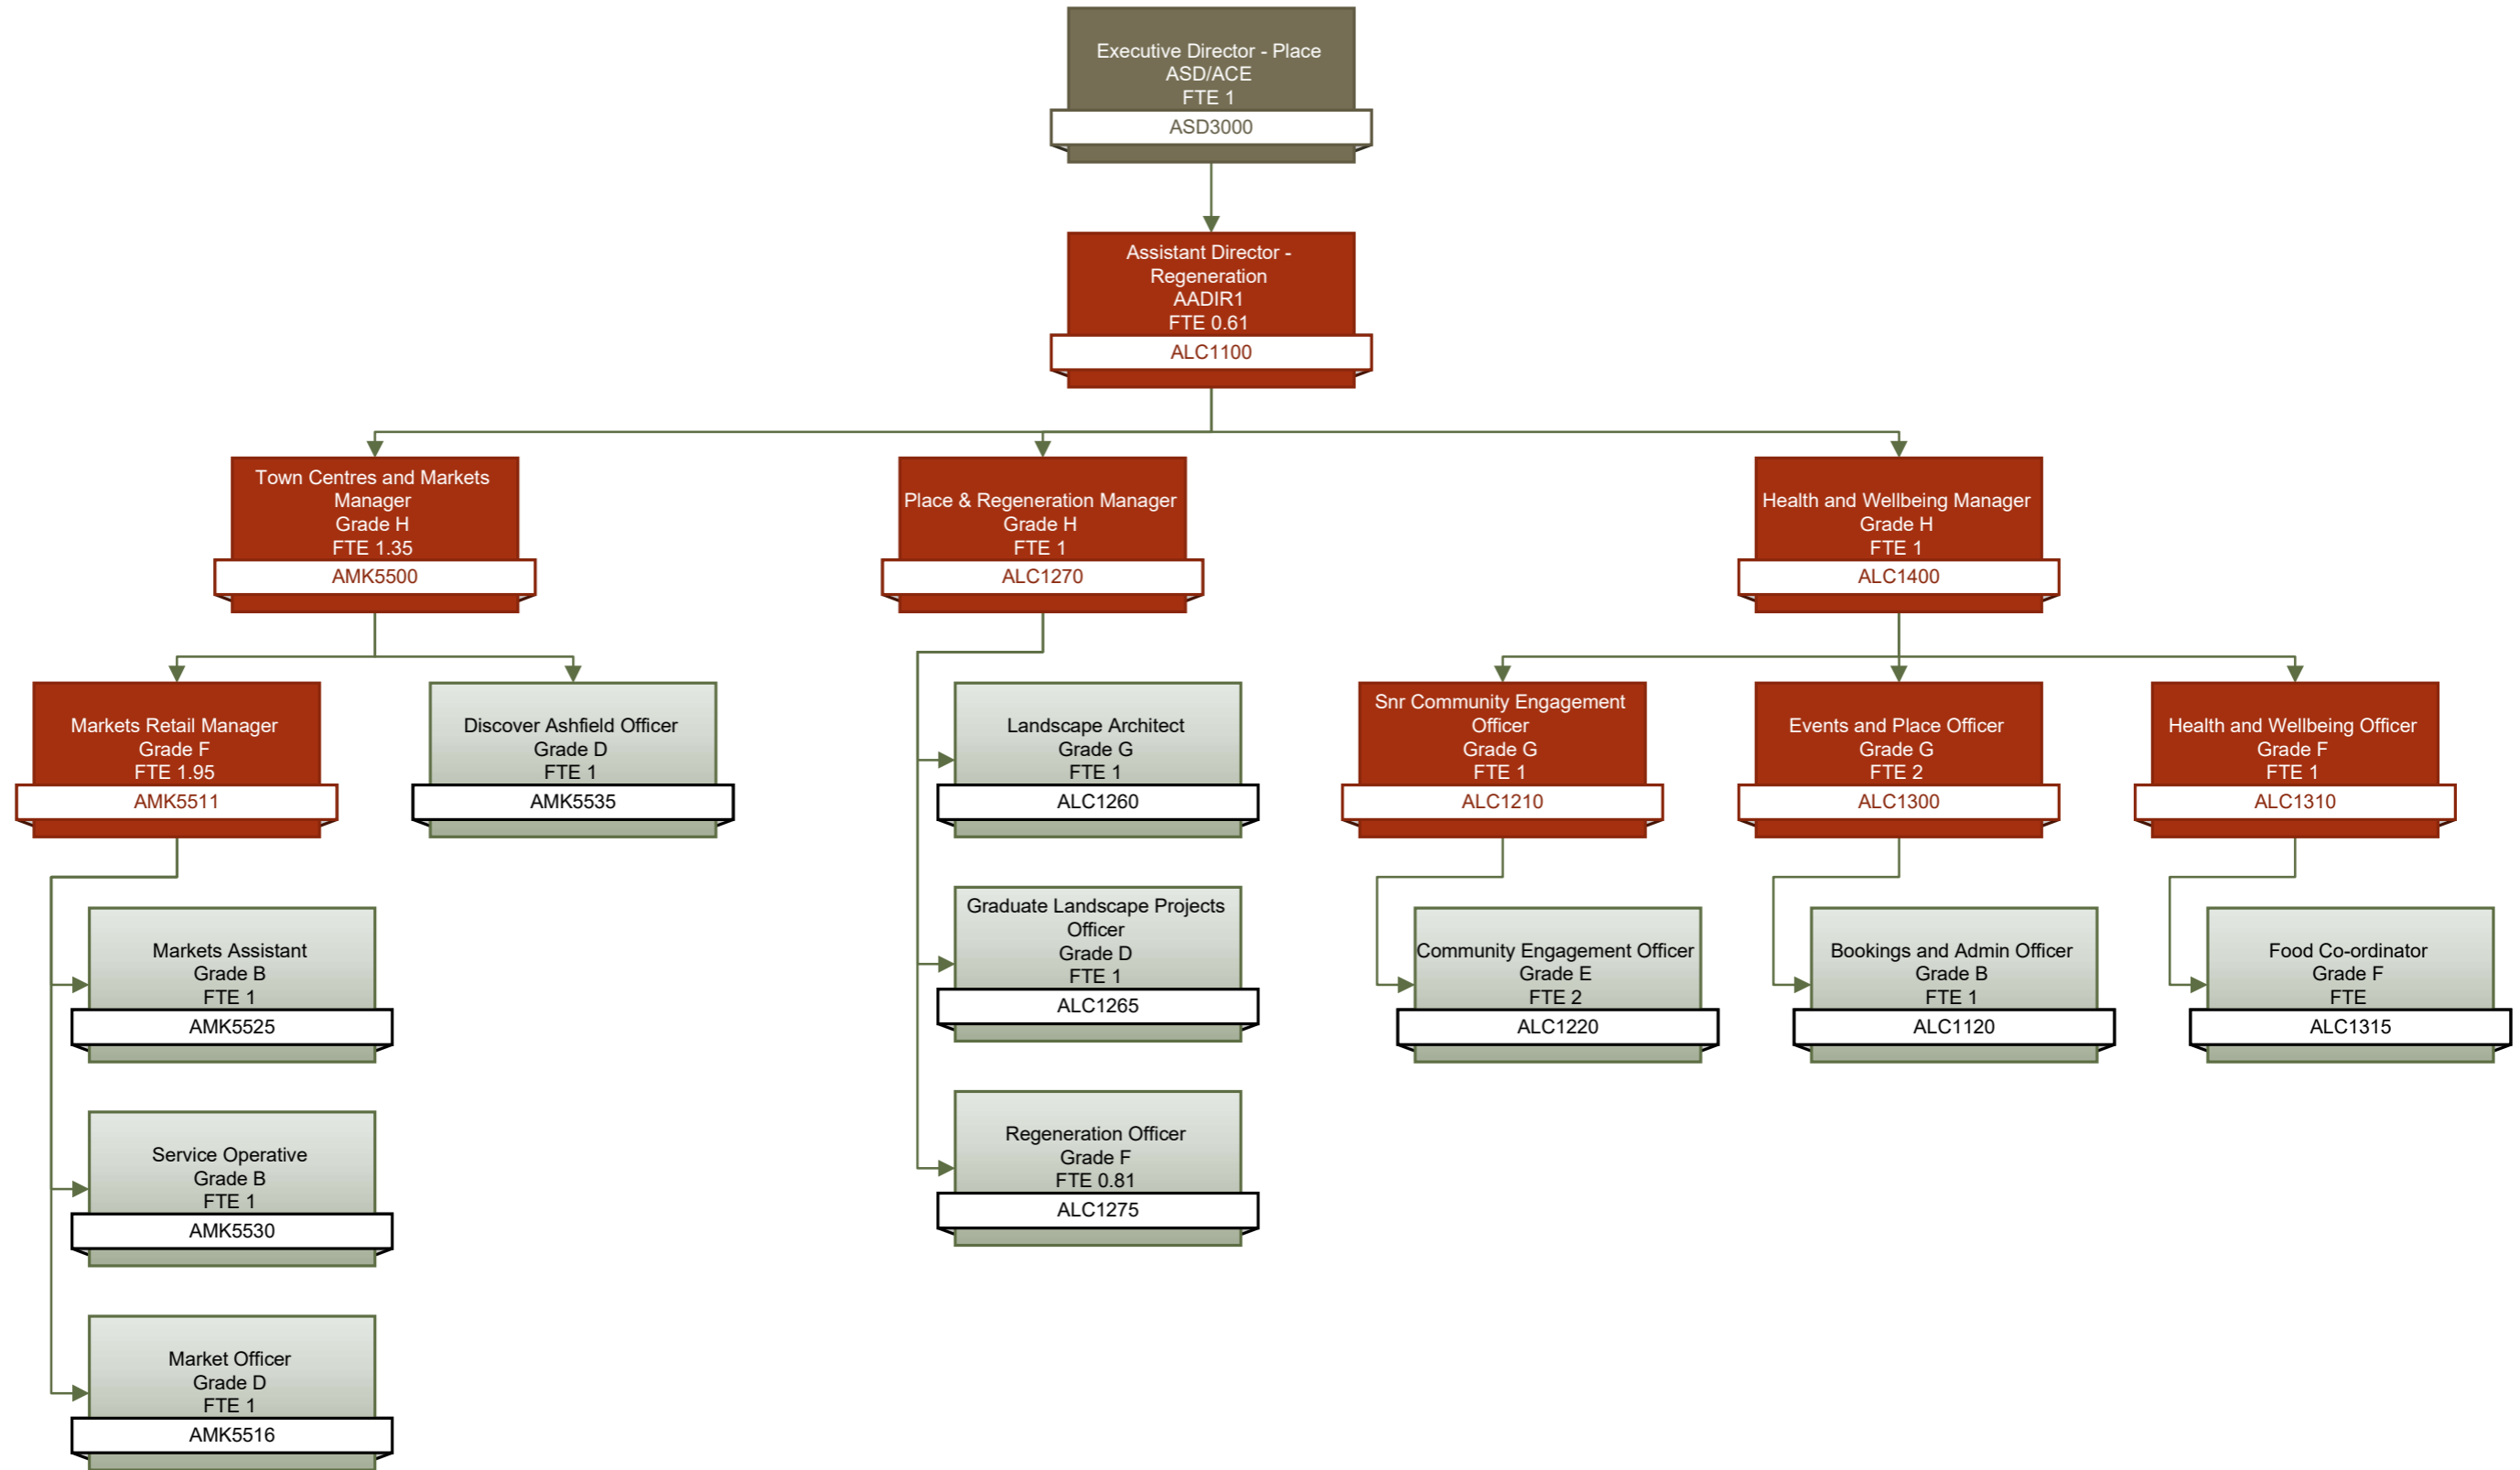 Executive Director - Place
ASD/ACE
FTE 1
ASD3000
Assistant Director -
Regeneration
AADIR1
FTE 0.61
ALC1100
Town Centres and Markets
Manager
Grade H
FTE 1.35
AMK5500
Place & Regeneration Manager
Grade H
FTE 1
ALC1270
Health and Wellbeing Manager
Grade H
FTE 1
ALC1400
Markets Retail Manager
Grade F
FTE 1.95
AMK5511
Discover Ashfield Officer
Grade D
FTE 1
AMK5535
Landscape Architect
Grade G
FTE 1
ALC1260
Snr Community Engagement
Officer
Grade G
FTE 1
ALC1210
Events and Place Officer
Grade G
FTE 2
ALC1300
Health and Wellbeing Officer
Grade F
FTE 1
ALC1310
Markets Assistant
Grade B
FTE 1
AMK5525
Graduate Landscape Projects
Officer
Grade D
FTE 1
ALC1265
Community Engagement Officer
Grade E
FTE 2
ALC1220
Bookings and Admin Officer
Grade B
FTE 1
ALC1120
Food Co-ordinator
Grade F
FTE
ALC1315
Service Operative
Grade B
FTE 1
AMK5530
Regeneration Officer
Grade F
FTE 0.81
ALC1275
Market Officer
Grade D
FTE 1
AMK5516